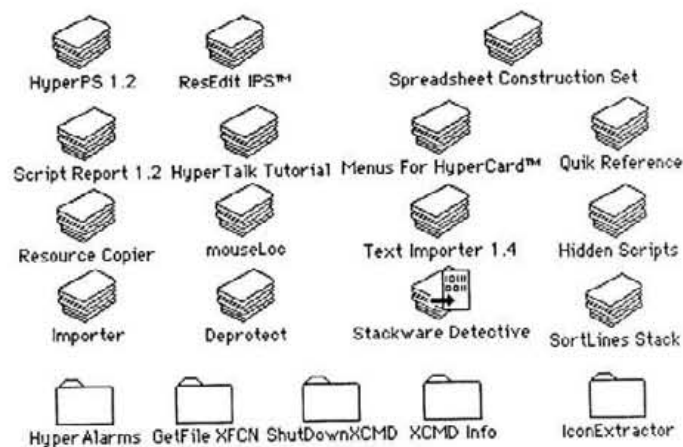 HyperPS 1.2 ResEdit IPS™ Spreadsheet Construction Set
Script Report 1.2 HyperTalk Tutorial Menus For HyperCard™ Quik Reference
Resource Copier mouseLoc Text Importer 1.4 Hidden Scripts
Importer Deprotect Stackware Detective SortLines Stack
HyperAlarms GetFile XFCN ShutDownXCMD XCMD Info IconExtractor